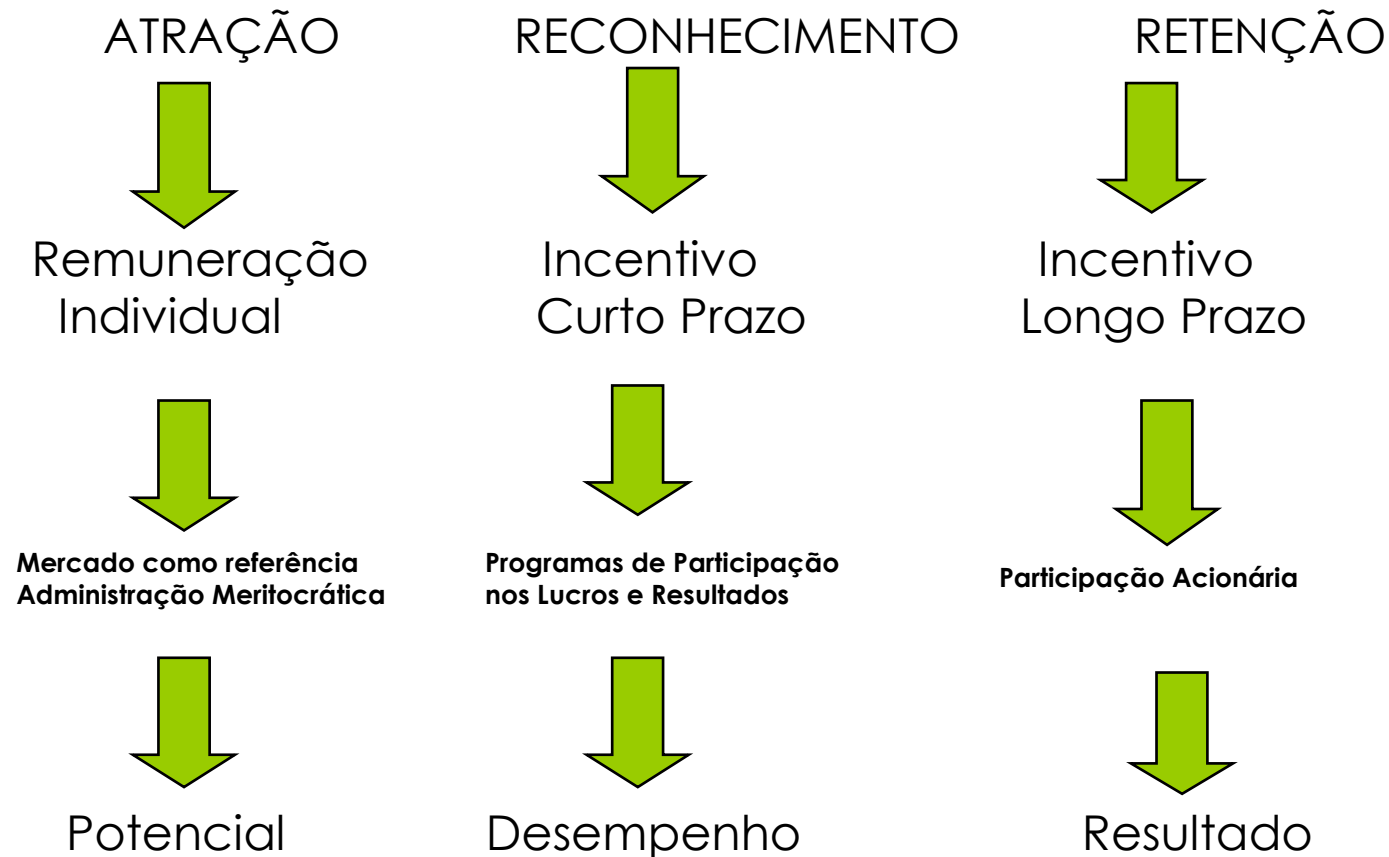 ATRAÇÃO
RECONHECIMENTO
RETENÇÃO
Remuneração
Individual
Incentivo
Curto Prazo
Incentivo
Longo Prazo
Mercado como referência
Administração Meritocrática
Programas de Participação
nos Lucros e Resultados
Participação Acionária
Potencial
Desempenho
Resultado